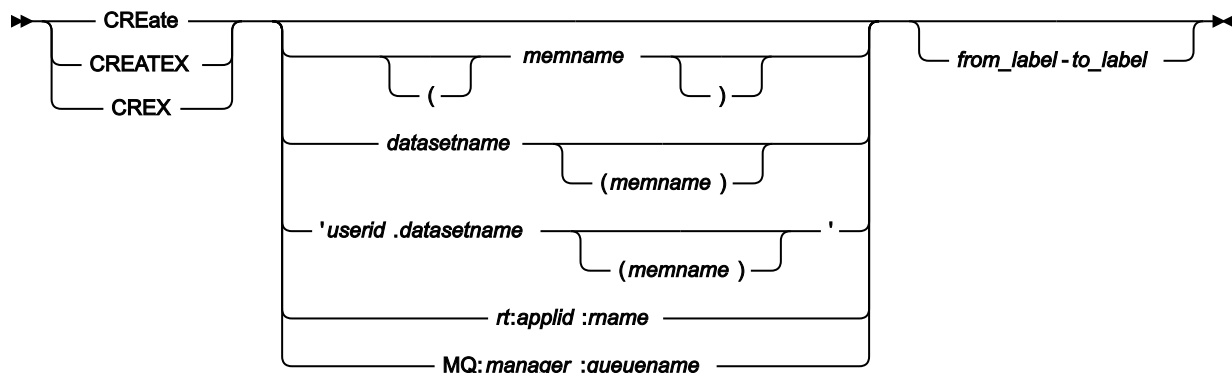 CREate
CREATEX
CREX
memname
( )
from_label - to_label
datasetname
(memname )
'userid .datasetname '
(memname )
rt:applid :rname
MQ:manager :queuename